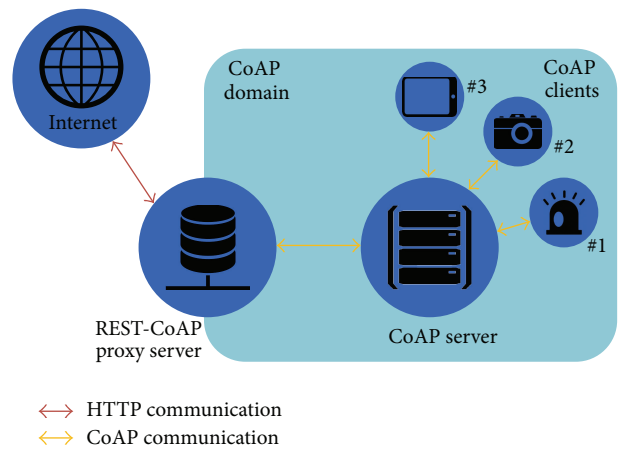 Internet
CoAP
domain
CoAP
clients
#3
#2
#1
REST-CoAP
proxy server
CoAP server
HTTP communication
CoAP communication